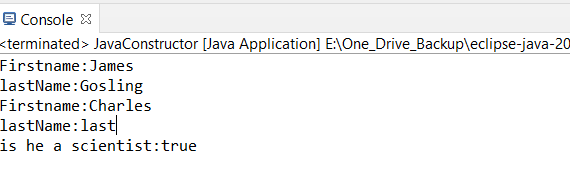 Console
<terminated> JavaConstructor [Java Application] E:\One_Drive_Backup\eclipse-java-20
Firstname:James
lastName:Gosling
Firstname:Charles
lastName:last
is he a scientist:true